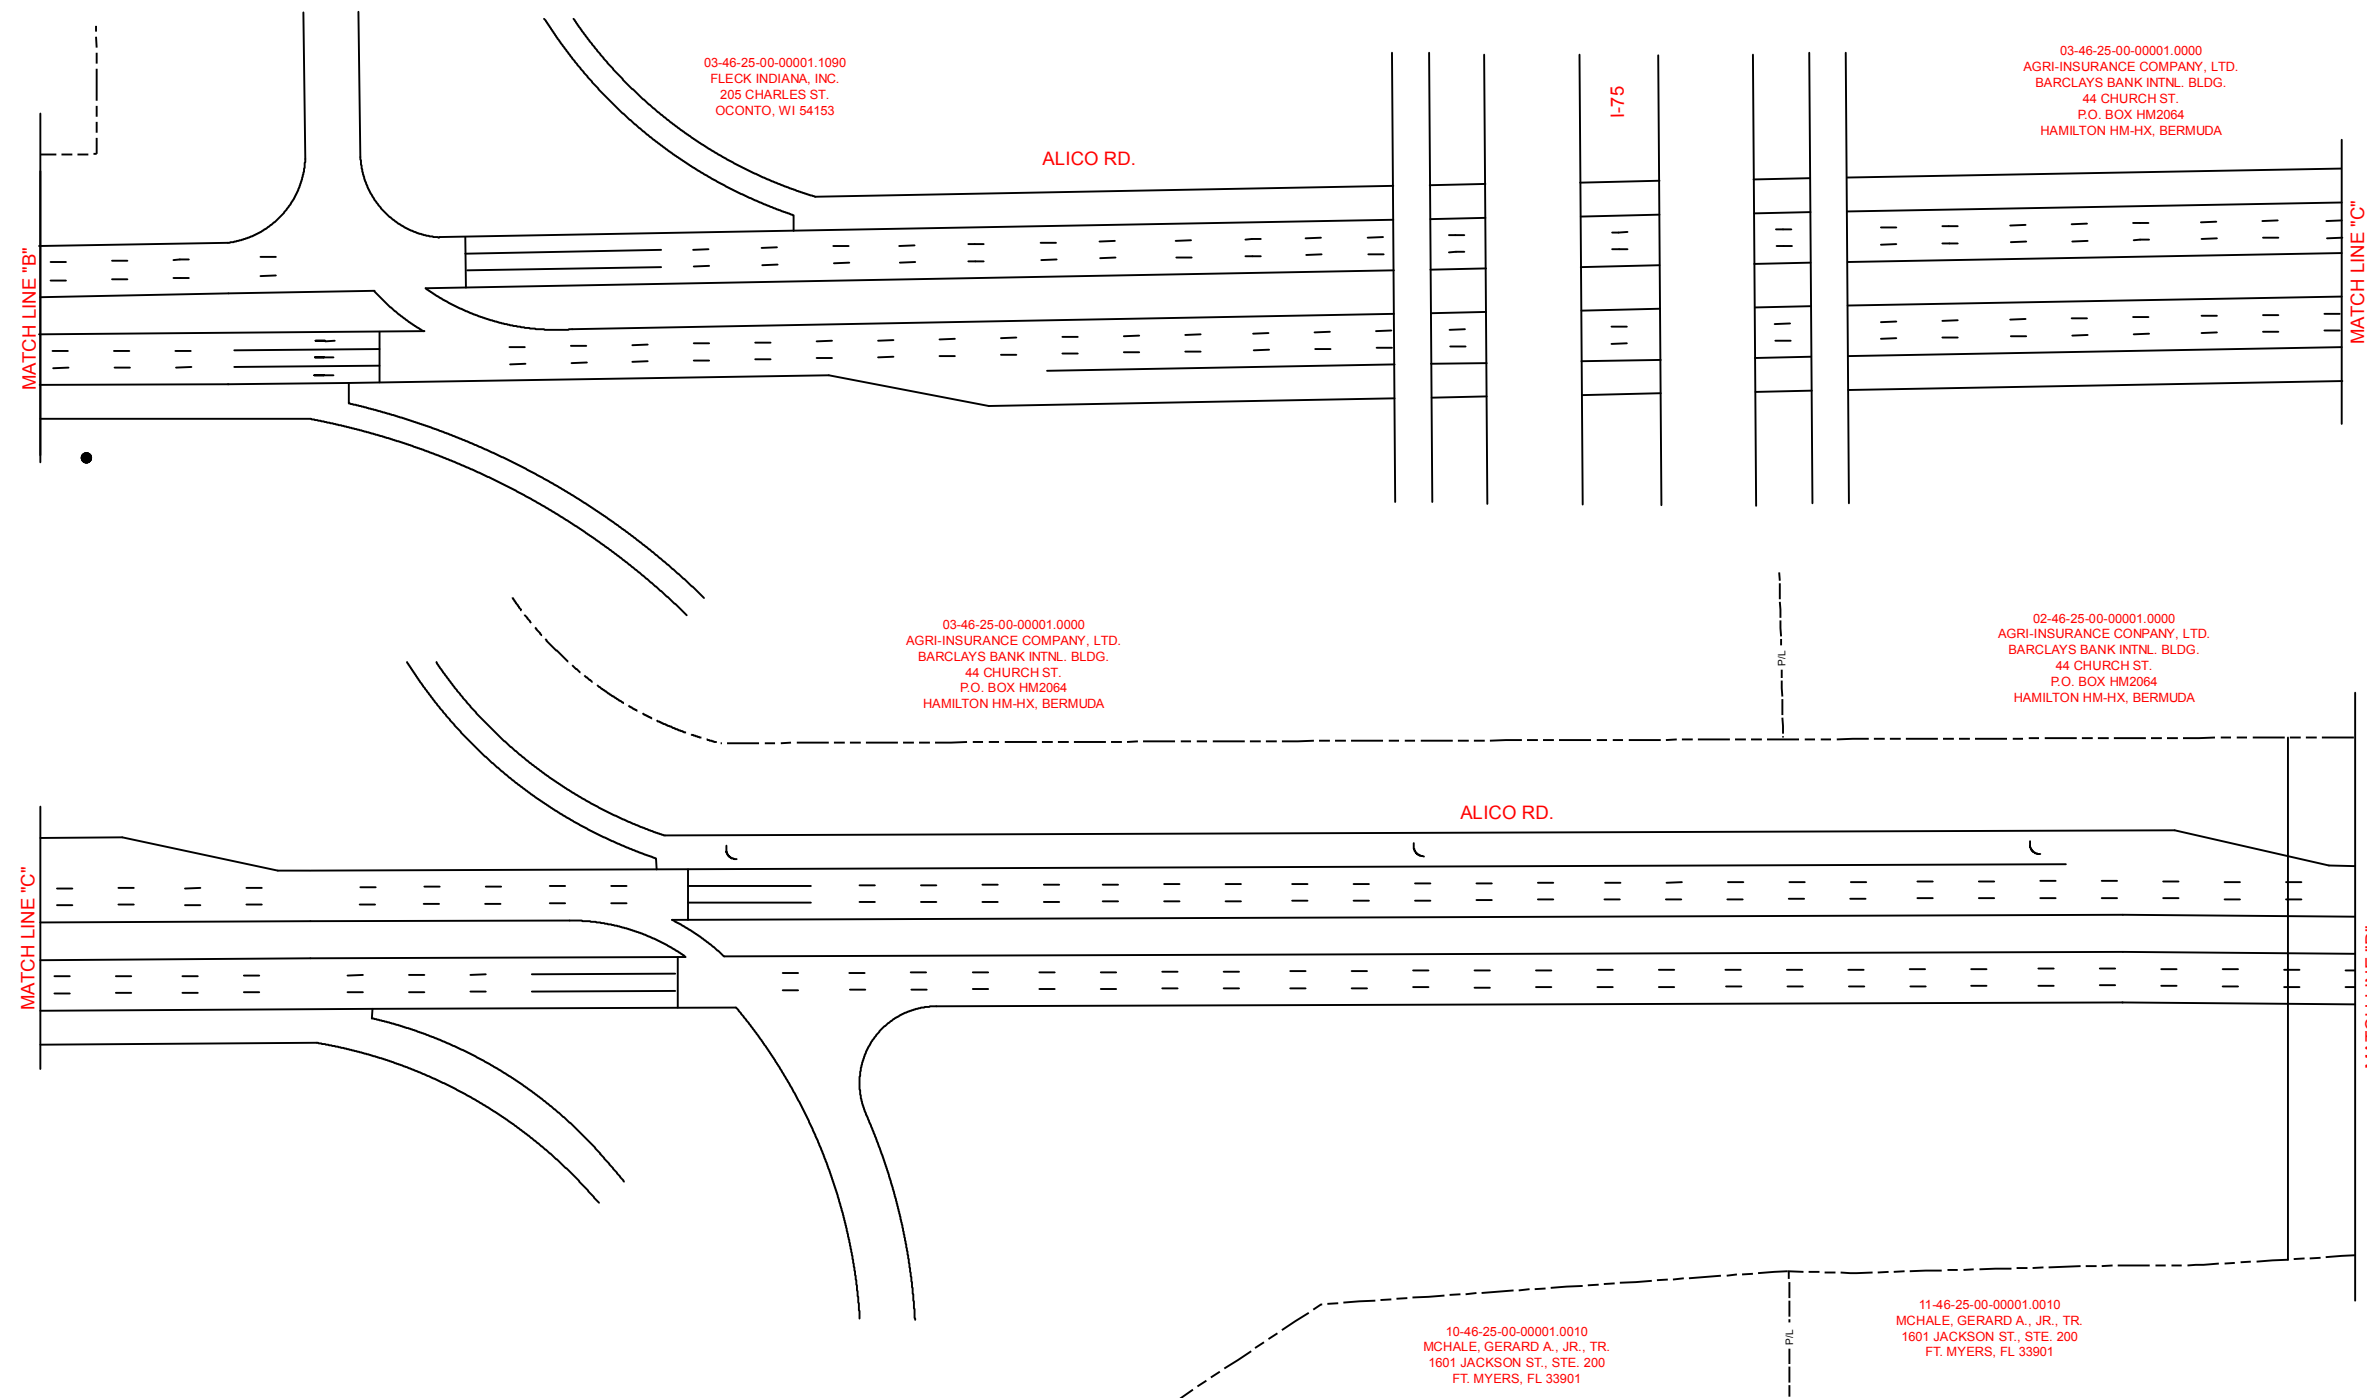 03-46-25-00-00001.1090
FLECK INDIANA, INC.
205 CHARLES ST.
OCONTO, WI 54153
ALICO RD.
I-75
03-46-25-00-00001.0000
AGRI-INSURANCE COMPANY, LTD.
BARCLAYS BANK INTNL. BLDG.
44 CHURCH ST.
P.O. BOX HM2064
HAMILTON HM-HX, BERMUDA
MATCH LINE "B"
MATCH LINE "C"
03-46-25-00-00001.0000
AGRI-INSURANCE COMPANY, LTD.
BARCLAYS BANK INTNL. BLDG.
44 CHURCH ST.
P.O. BOX HM2064
HAMILTON HM-HX, BERMUDA
P/L
02-46-25-00-00001.0000
AGRI-INSURANCE CONPANY, LTD.
BARCLAYS BANK INTNL. BLDG.
44 CHURCH ST.
P.O. BOX HM2064
HAMILTON HM-HX, BERMUDA
ALICO RD.
MATCH LINE "C"
10-46-25-00-00001.0010
MCHALE, GERARD A., JR., TR.
1601 JACKSON ST., STE. 200
FT. MYERS, FL 33901
P/L
11-46-25-00-00001.0010
MCHALE, GERARD A., JR., TR.
1601 JACKSON ST., STE. 200
FT. MYERS, FL 33901